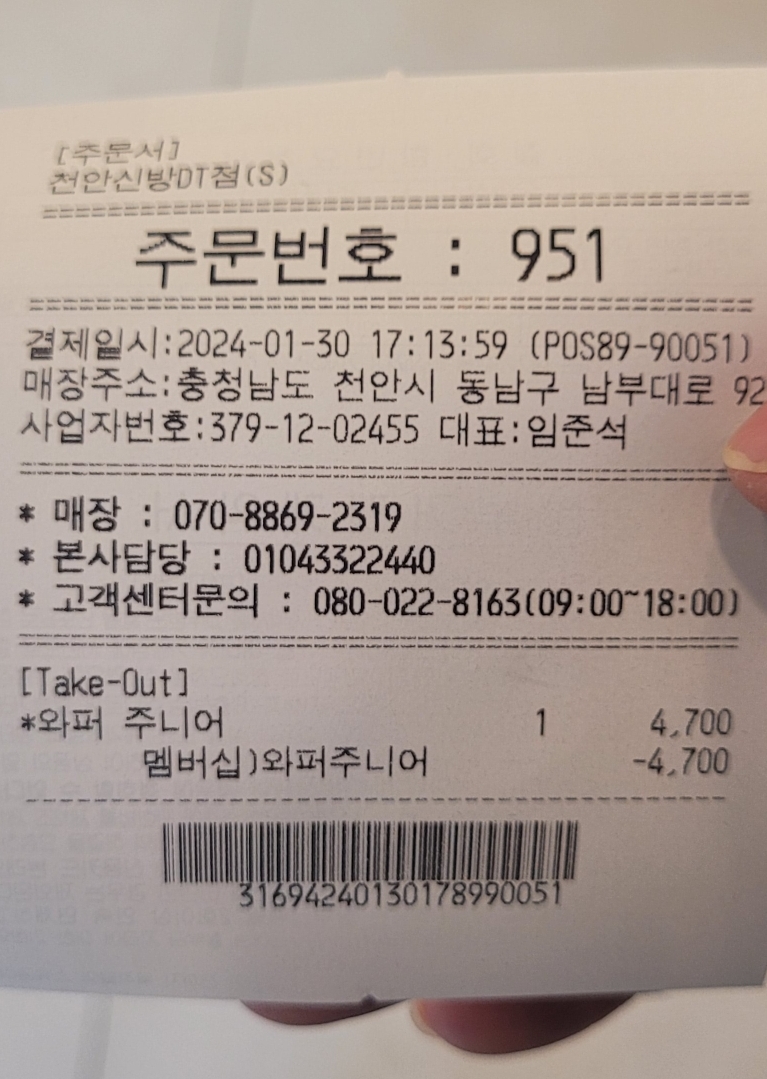 [주문서]
천안신방DT점(S)
주문번호 : 951
결제일시:2024-01-30 17:13:59 (POS89-90051)
매장주소:충청남도 천안시 동남구 남부대로 92
사업자번호:379-12-02455 대표:임준석
* 매장 : 070-8869-2319
* 본사담당 : 01043322440
* 고객센터문의 : 080-022-8163(09:00~18:00)
[Take-Out]
*와퍼 주니어 1 4,700
멤버십)와퍼주니어 -4,700
31694240130178990051